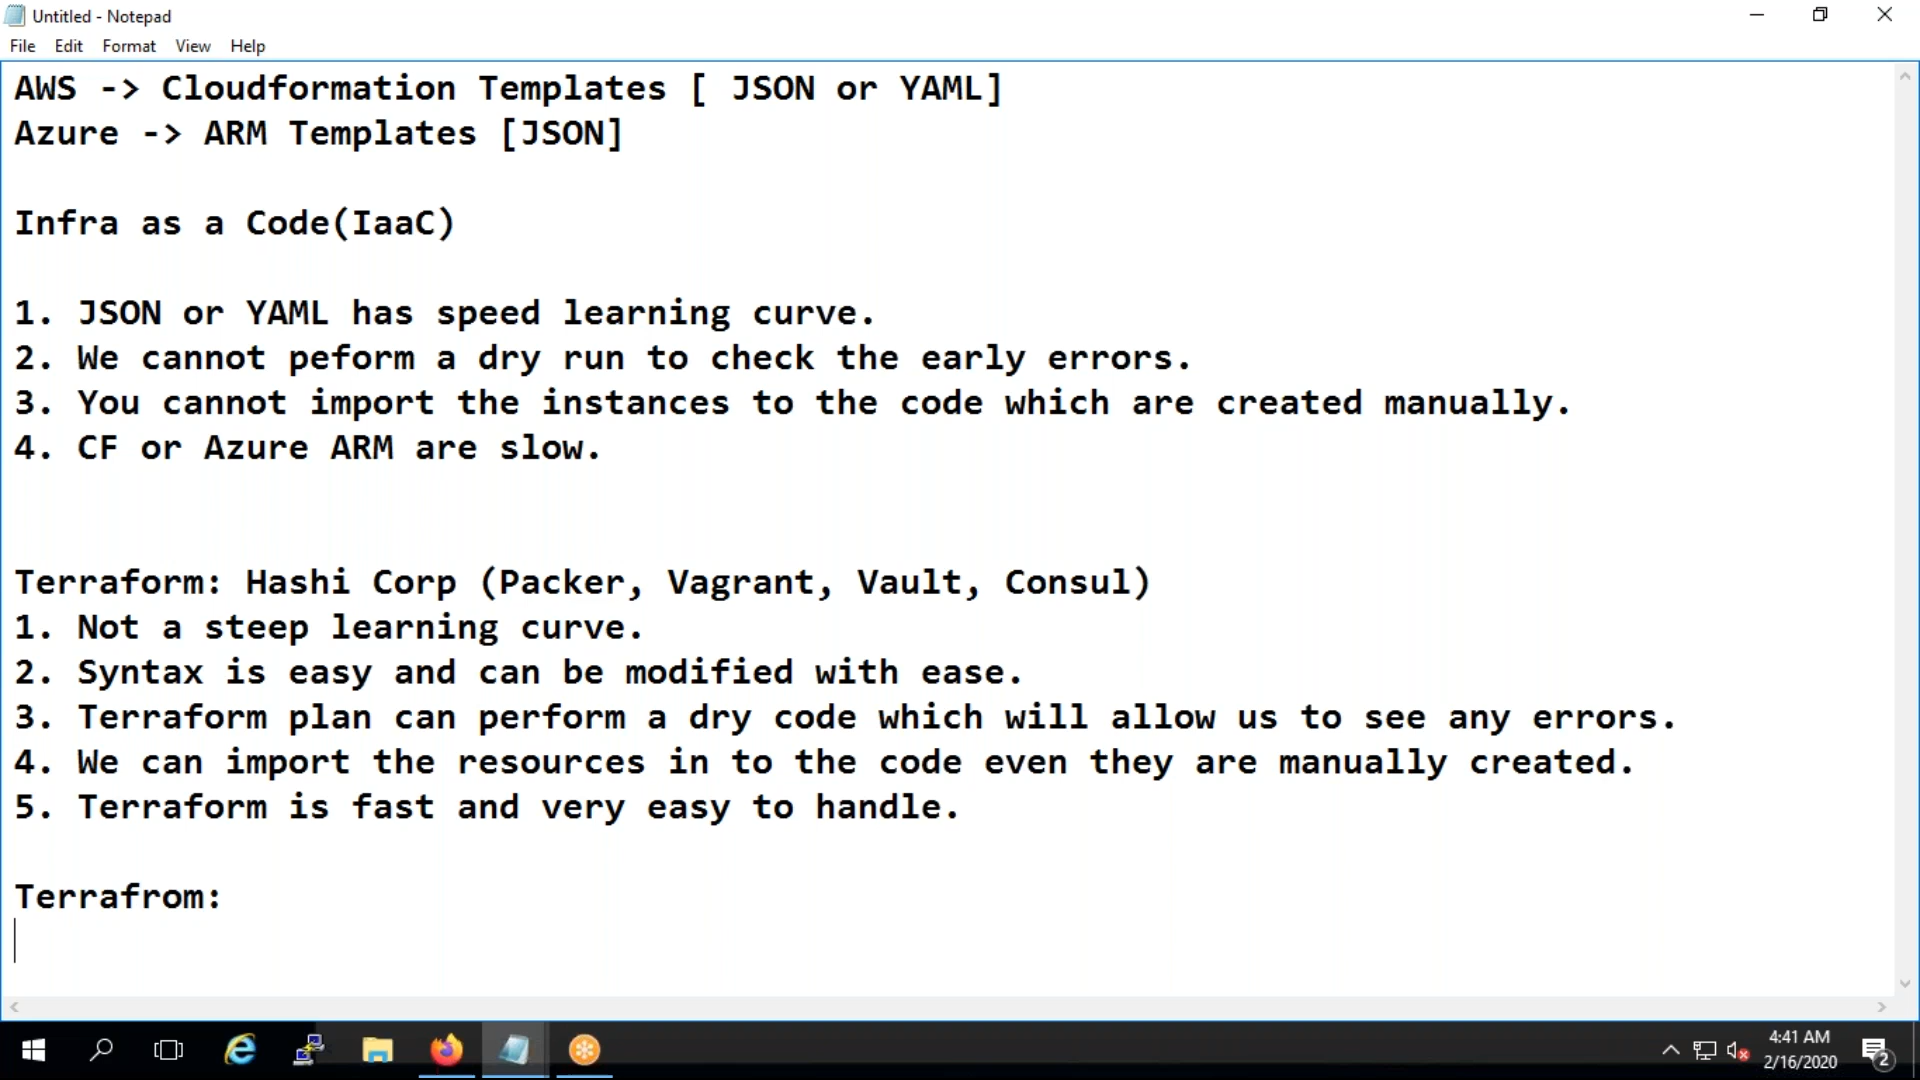 Untitled - Notepad
File Edit Format View Help
AWS -> Cloudformation Templates [ JSON or YAML]
Azure -> ARM Templates [JSON]
Infra as a Code(IaaC)
1. JSON or YAML has speed learning curve.
2. We cannot peform a dry run to check the early errors.
3. You cannot import the instances to the code which are created manually.
4. CF or Azure ARM are slow.
Terraform: Hashi Corp (Packer, Vagrant, Vault, Consul)
1. Not a steep learning curve.
2. Syntax is easy and can be modified with ease.
3. Terraform plan can perform a dry code which will allow us to see any errors.
4. We can import the resources in to the code even they are manually created.
5. Terraform is fast and very easy to handle.
Terrafrom:
4:41 AM
2/16/2020
2